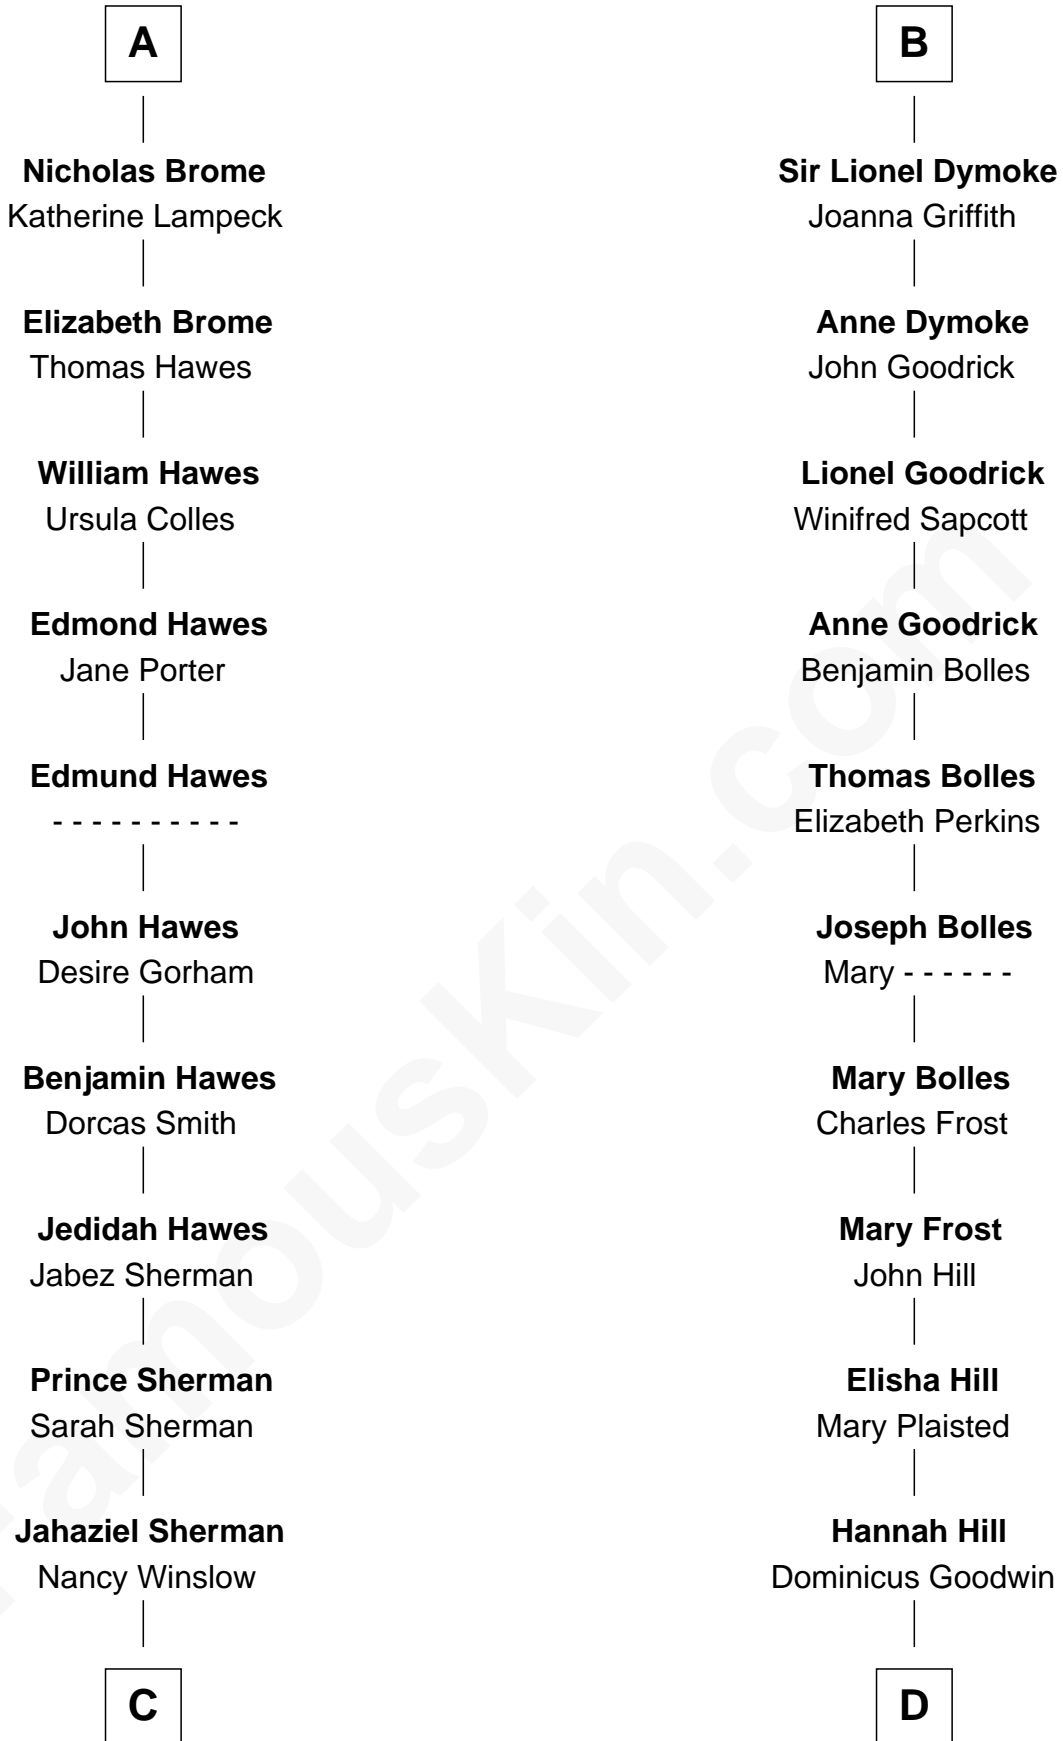 A
Nicholas Brome
Katherine Lampeck
Elizabeth Brome
Thomas Hawes
William Hawes
Ursula Colles
Edmond Hawes
Jane Porter
Edmund Hawes
- - - - - - - - - -
John Hawes
Desire Gorham
Benjamin Hawes
Dorcas Smith
Jedidah Hawes
Jabez Sherman
Prince Sherman
Sarah Sherman
Jahaziel Sherman
Nancy Winslow
C
B
Sir Lionel Dymoke
Joanna Griffith
Anne Dymoke
John Goodrick
Lionel Goodrick
Winifred Sapcott
Anne Goodrick
Benjamin Bolles
Thomas Bolles
Elizabeth Perkins
Joseph Bolles
Mary - - - - - -
Mary Bolles
Charles Frost
Mary Frost
John Hill
Elisha Hill
Mary Plaisted
Hannah Hill
Dominicus Goodwin
D
FamousKin.com